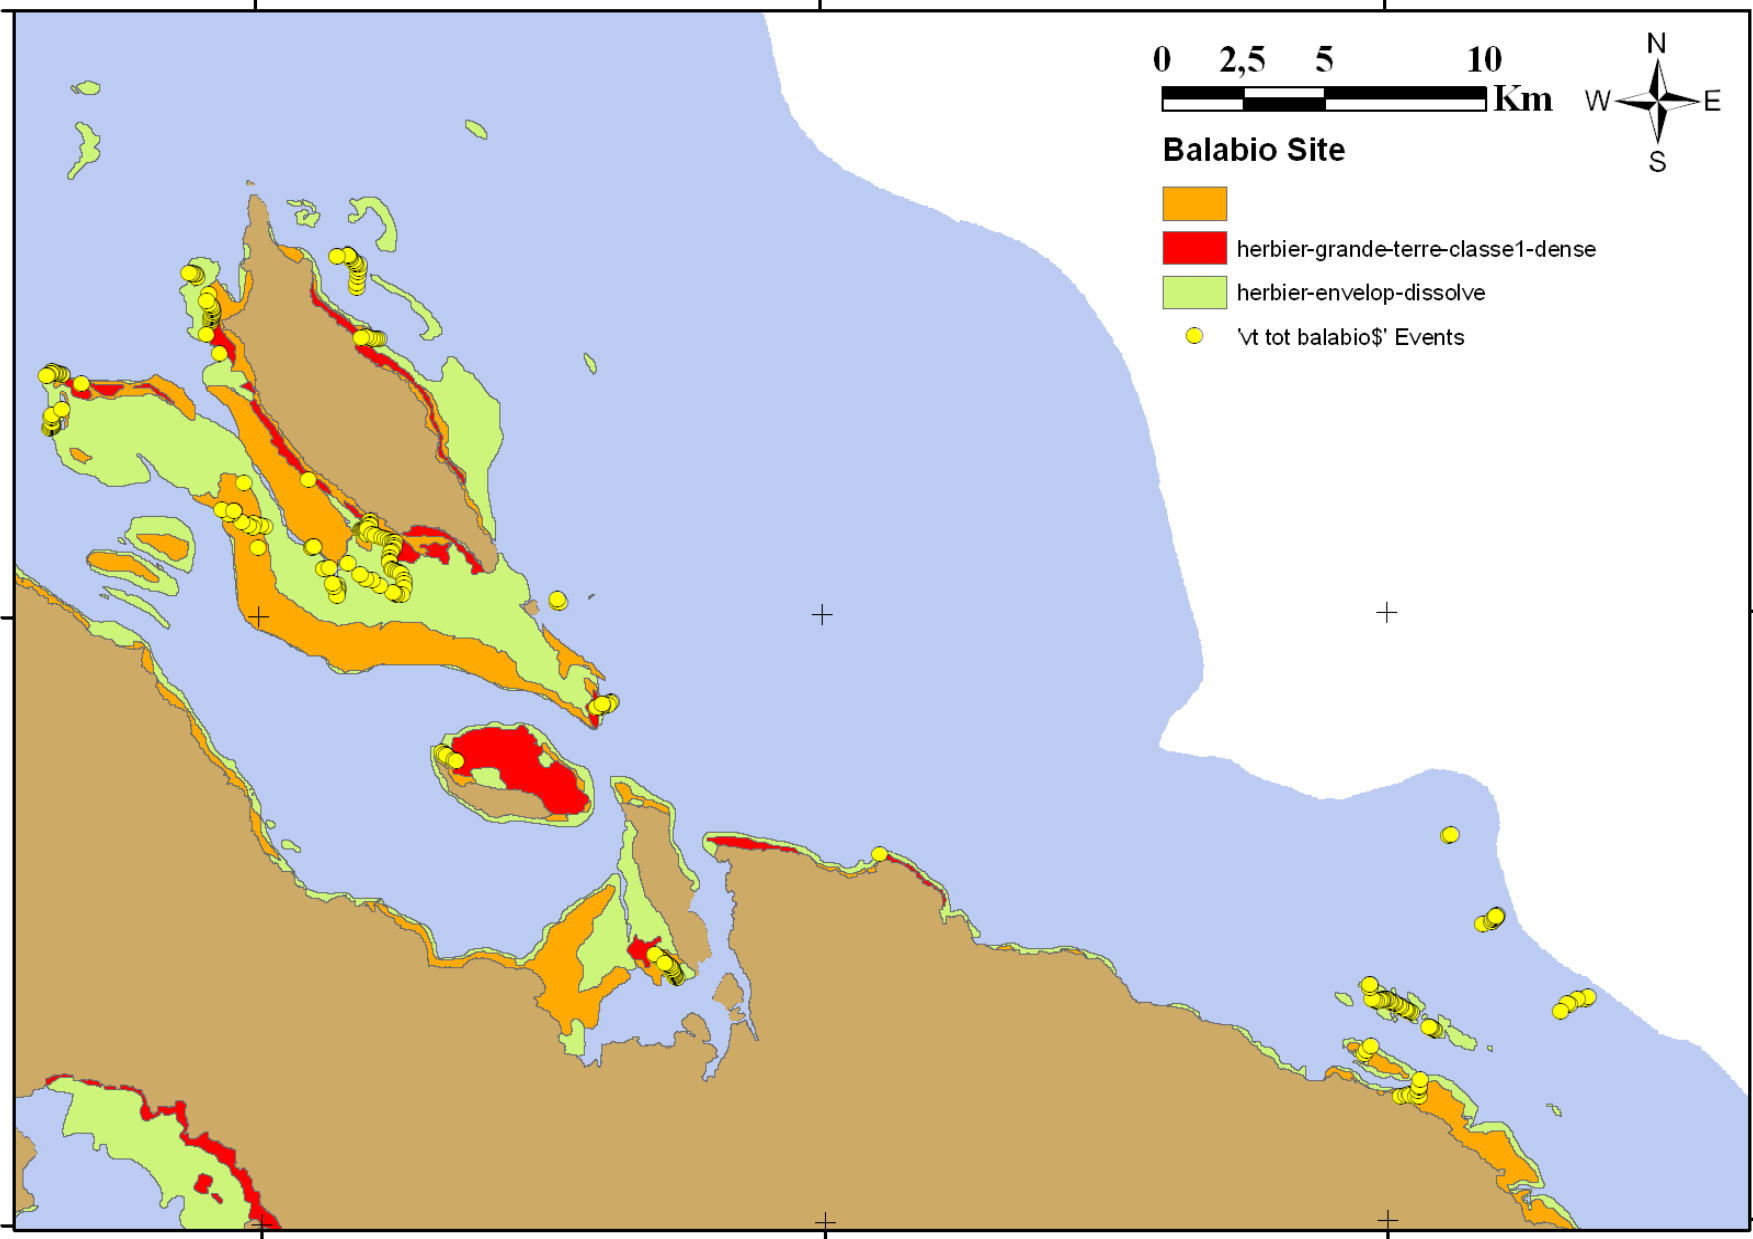 0 2,5 5 10
Km
N
W E
S
Balabio Site
herbier-grande-terre-classe1-dense
herbier-envelop-dissolve
'vt tot balabio$' Events